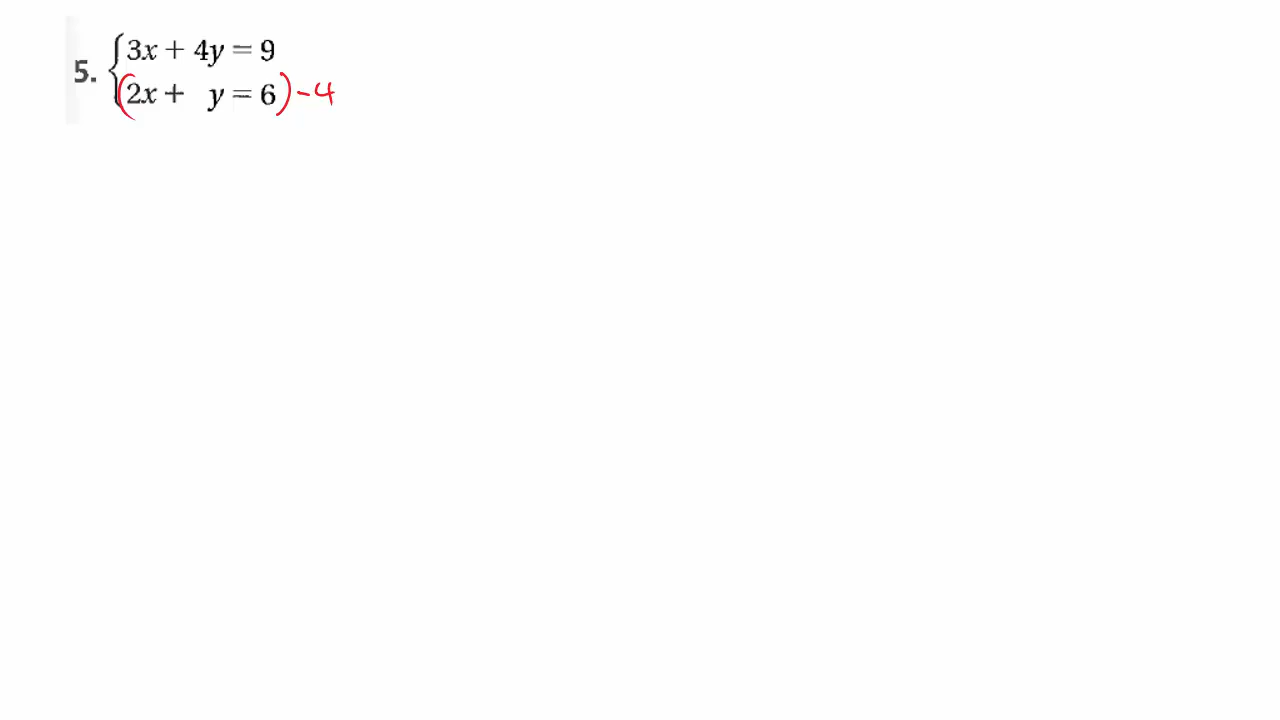 5. { 3x + 4y = 9
(2x + y = 6) -4